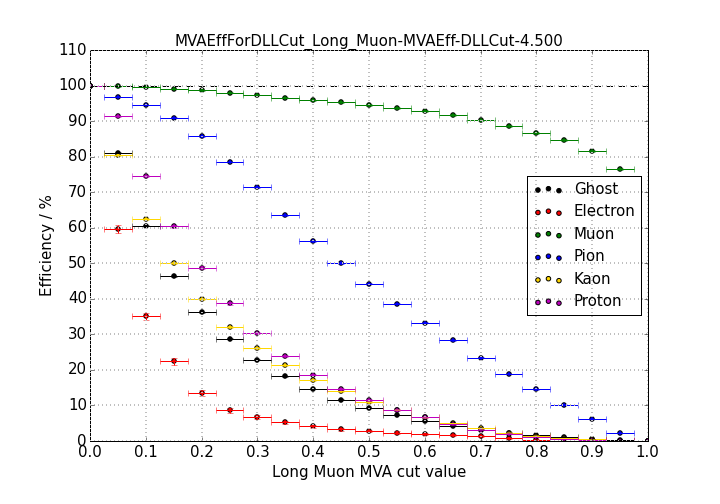 MVAEffForDLLCut_Long_Muon-MVAEff-DLLCut-4.500
110
100
90
80
70
60
50
40
30
20
10
0
Efficiency / %
Ghost
Electron
Muon
Pion
Kaon
Proton
0.0 0.1 0.2 0.3 0.4 0.5 0.6 0.7 0.8 0.9 1.0
Long Muon MVA cut value